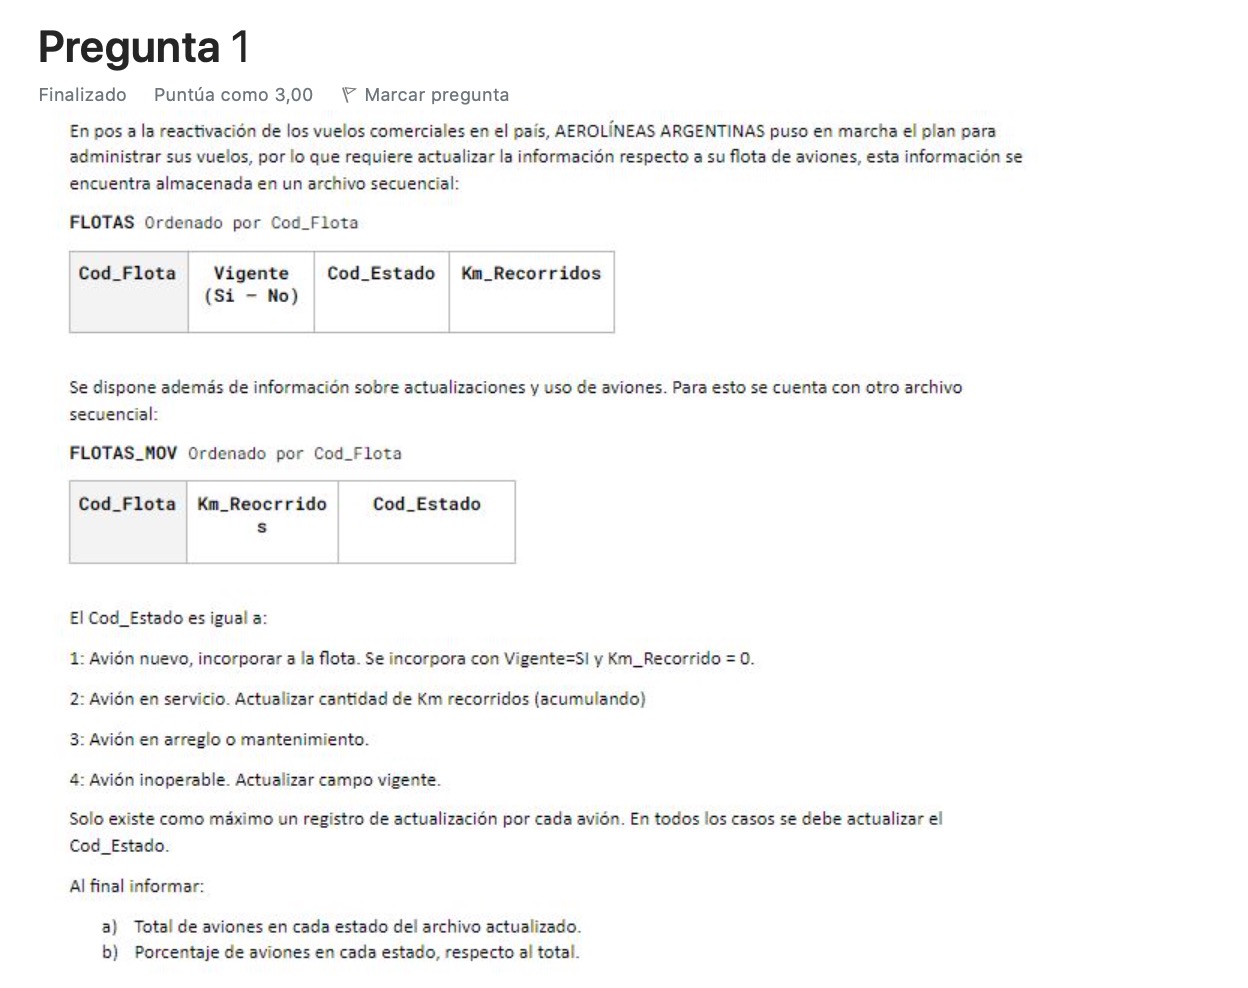 Pregunta 1
Finalizado Puntúa como 3,00 Marcar pregunta
En pos a la reactivación de los vuelos comerciales en el país, AEROLÍNEAS ARGENTINAS puso en marcha el plan para
administrar sus vuelos, por lo que requiere actualizar la información respecto a su flota de aviones, esta información se
encuentra almacenada en un archivo secuencial:
FLOTAS Ordenado por Cod_Flota
Cod_Flota Vigente Cod_Estado Km_Recorridos
(Si – No)
Se dispone además de información sobre actualizaciones y uso de aviones. Para esto se cuenta con otro archivo
secuencial:
FLOTAS_MOV Ordenado por Cod_Flota
Cod_Flota Km_Reocrrido Cod_Estado
s
El Cod_Estado es igual a:
1: Avión nuevo, incorporar a la flota. Se incorpora con Vigente=SI y Km_Recorrido = 0.
2: Avión en servicio. Actualizar cantidad de Km recorridos (acumulando)
3: Avión en arreglo o mantenimiento.
4: Avión inoperable. Actualizar campo vigente.
Solo existe como máximo un registro de actualización por cada avión. En todos los casos se debe actualizar el
Cod_Estado.
Al final informar:
a) Total de aviones en cada estado del archivo actualizado.
b) Porcentaje de aviones en cada estado, respecto al total.